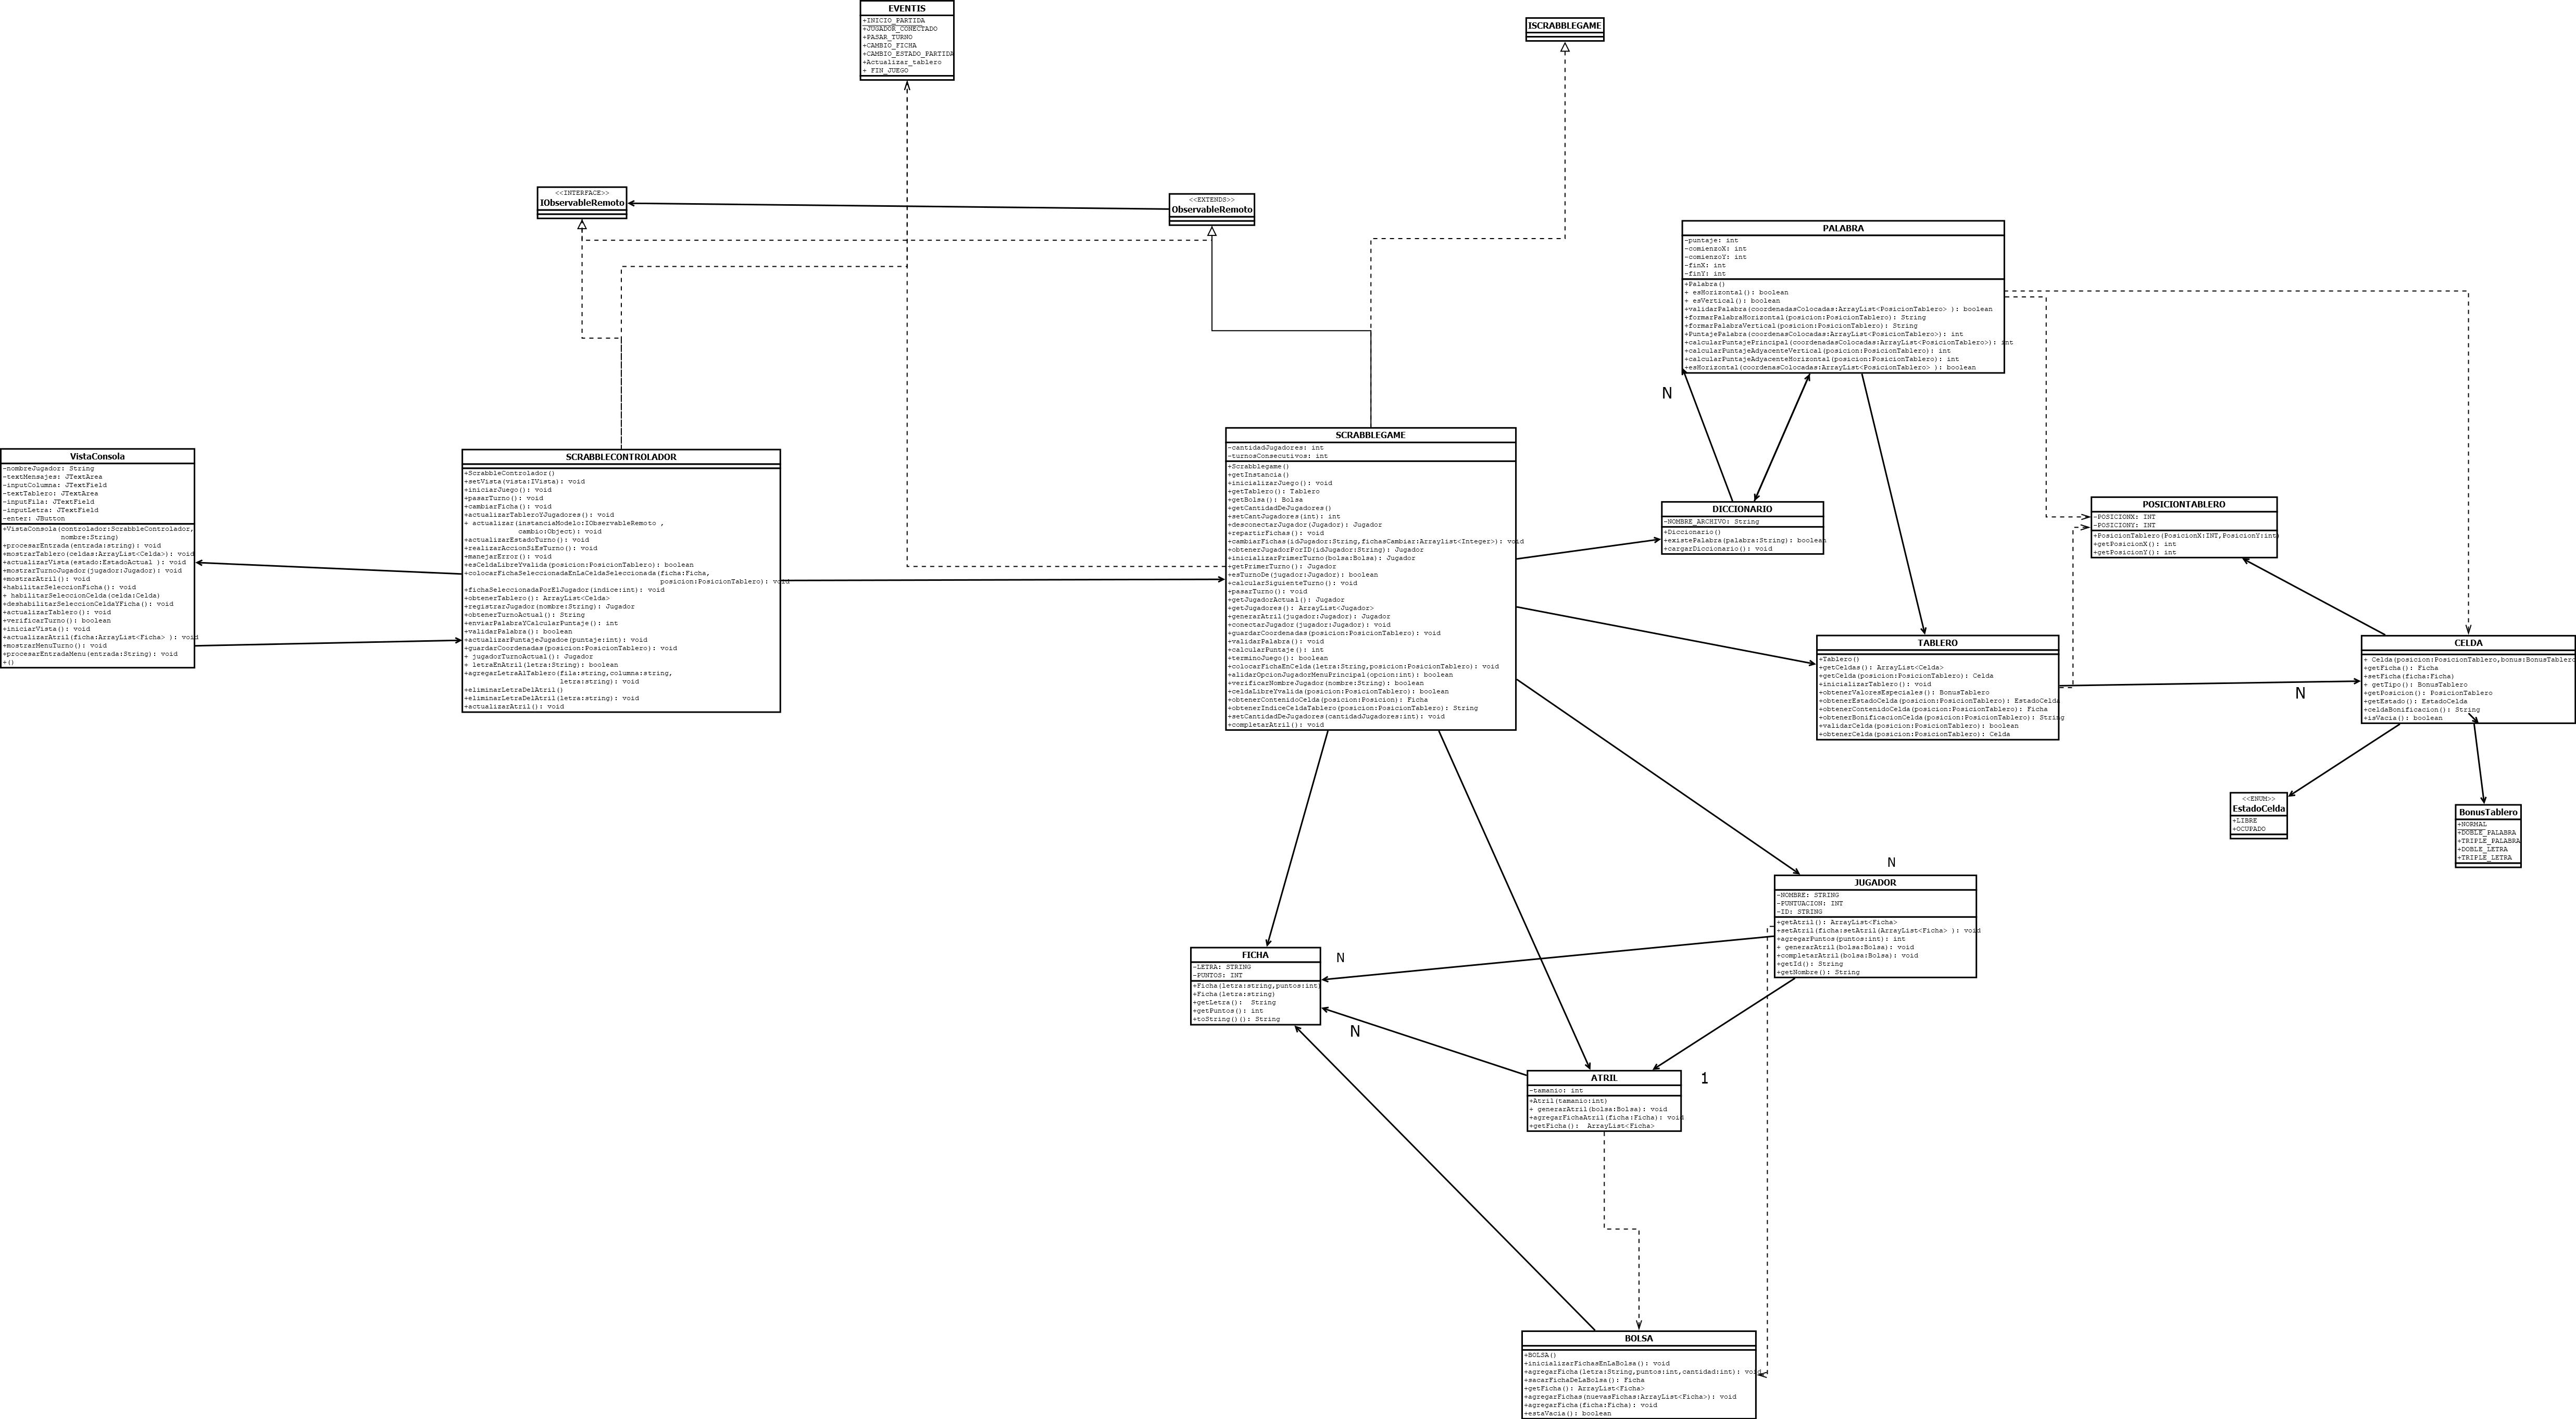 EVENTIS
+INICIO_PARTIDA
+JUGADOR_CONECTADO
+PASAR_TURNO
+CAMBIO_FICHA
+CAMBIO_ESTADO_PARTIDA
+Actualizar_tablero
+ FIN_JUEGO
ISCRABBLEGAME
<<INTERFACE>>
IObservableRemoto
<<EXTENDS>>
ObservableRemoto
PALABRA
-puntaje: int
-comienzoX: int
-comienzoY: int
-finX: int
-finY: int
+Palabra()
+ esHorizontal(): boolean
+ esVertical(): boolean
+validarPalabra(coordenadasColocadas:ArrayList<PosicionTablero> ): boolean
+formarPalabraHorizontal(posicion:PosicionTablero): String
+formarPalabraVertical(posicion:PosicionTablero): String
+PuntajePalabra(coordenadasColocadas:ArrayList<PosicionTablero>): int
+calcularPuntajePrincipal(coordenadasColocadas:ArrayList<PosicionTablero>): int
+calcularPuntajeAdyacenteVertical(posicion:PosicionTablero): int
+calcularPuntajeAdyacenteHorizontal(posicion:PosicionTablero): int
+esHorizontal(coordenasColocadas:ArrayList<PosicionTablero> ): boolean
N
VistaConsola
-nombreJugador: String
-textMensajes: JTextArea
-inputColumna: JTextField
-textTablero: JTextArea
-inputFila: JTextField
-inputLetra: JTextField
-enter: JButton
+VistaConsola(controlador:ScrabbleControlador,
nombre:String)
+procesarEntrada(entrada:string): void
+mostrarTablero(celdas:ArrayList<Celda>): void
+actualizarVista(estado:EstadoActual ): void
+mostrarTurnoJugador(jugador:Jugador): void
+mostrarAtril(): void
+habilitarSeleccionFicha(): void
+ habilitarSeleccionCelda(celda:Celda)
+deshabilitarSeleccionCeldaYFicha(): void
+actualizarTablero(): void
+verificarTurno(): boolean
+iniciarVista(): void
+actualizarAtril(ficha:ArrayList<Ficha> ): void
+mostrarMenuTurno(): void
+procesarEntradaMenu(entrada:String): void
+()
SCRABBLECONTROLADOR
+ScrabbleControlador()
+setVista(vista:IVista): void
+iniciarJuego(): void
+pasarTurno(): void
+cambiarFicha(): void
+actualizarTableroYJugadores(): void
+ actualizar(instanciaModelo:IObservableRemoto ,
cambio:Object): void
+actualizarEstadoTurno(): void
+realizarAccionSiEsTurno(): void
+manejarError(): void
+esCeldaLibreYvalida(posicion:PosicionTablero): boolean
+colocarFichaSeleccionadaEnLaCeldaSeleccionada(ficha:Ficha,
posicion:PosicionTablero): void
+fichaSeleccionadaPorElJugador(indice:int): void
+obtenerTablero(): ArrayList<Celda>
+registrarJugador(nombre:String): Jugador
+obtenerTurnoActual(): String
+enviarPalabraYCalcularPuntaje(): int
+validarPalabra(): boolean
+actualizarPuntajeJugadoe(puntaje:int): void
+guardarCoordenadas(posicion:PosicionTablero): void
+ jugadorTurnoActual(): Jugador
+ letraEnAtril(letra:String): boolean
+agregarLetraAlTablero(fila:string,columna:string,
letra:string): void
+eliminarLetraDelAtril()
+eliminarLetraDelAtril(letra:string): void
+actualizarAtril(): void
SCRABBLEGAME
-cantidadJugadores: int
-turnosConsecutivos: int
+Scrabblegame()
+getInstancia()
+inicializarJuego(): void
+getTablero(): Tablero
+getBolsa(): Bolsa
+getCantidadDeJugadores()
+setCantJugadores(int): int
+desconectarJugador(Jugador): Jugador
+repartirFichas(): void
+cambiarFichas(idJugador:String,fichasCambiar:Arraylist<Integer>): void
+obtenerJugadorPorID(idJugador:String): Jugador
+inicializarPrimerTurno(bolsa:Bolsa): Jugador
+getPrimerTurno(): Jugador
+esTurnoDe(jugador:Jugador): boolean
+calcularSiguienteTurno(): void
+pasarTurno(): void
+getJugadorActual(): Jugador
+getJugadores(): ArrayList<Jugador>
+generarAtril(jugador:Jugador): Jugador
+conectarJugador(jugador:Jugador): void
+guardarCoordenadas(posicion:PosicionTablero): void
+validarPalabra(): void
+calcularPuntaje(): int
+terminoJuego(): boolean
+colocarFichaEnCelda(letra:String,posicion:PosicionTablero): void
+alidarOpcionJugadorMenuPrincipal(opcion:int): boolean
+verificarNombreJugador(nombre:String): boolean
+celdaLibreYvalida(posicion:PosicionTablero): boolean
+obtenerContenidoCelda(posicion:Posicion): Ficha
+obtenerIndiceCeldaTablero(posicion:PosicionTablero): String
+setCantidadDeJugadores(cantidadJugadores:int): void
+completarAtril(): void
DICCIONARIO
-NOMBRE_ARCHIVO: String
+Diccionario()
+existePalabra(palabra:String): boolean
+cargarDiccionario(): void
POSICIONTABLERO
-POSICIONX: INT
-POSICIONY: INT
+PosicionTablero(PosicionX:INT,PosicionY:int)
+getPosicionX(): int
+getPosicionY(): int
TABLERO
+Tablero()
+getCeldas(): ArrayList<Celda>
+getCelda(posicion:PosicionTablero): Celda
+inicializarTablero(): void
+obtenerValoresEspeciales(): BonusTablero
+obtenerEstadoCelda(posicion:PosicionTablero): EstadoCelda
+obtenerContenidoCelda(posicion:PosicionTablero): Ficha
+obtenerBonificacionCelda(posicion:PosicionTablero): String
+validarCelda(posicion:PosicionTablero): boolean
+obtenerCelda(posicion:PosicionTablero): Celda
N
CELDA
+ Celda(posicion:PosicionTablero,bonus:BonusTablero
+getFicha(): Ficha
+setFicha(ficha:Ficha)
+ getTipo(): BonusTablero
+getPosicion(): PosicionTablero
+getEstado(): EstadoCelda
+celdaBonificacion(): String
+isVacia(): boolean
<<ENUM>>
EstadoCelda
+LIBRE
+OCUPADO
BonusTablero
+NORMAL
+DOBLE_PALABRA
+TRIPLE_PALABRA
+DOBLE_LETRA
+TRIPLE_LETRA
N
JUGADOR
-NOMBRE: STRING
-PUNTUACION: INT
-ID: STRING
+getAtril(): ArrayList<Ficha>
+setAtril(ficha:setAtril(ArrayList<Ficha> ): void
+agregarPuntos(puntos:int): int
+ generarAtril(bolsa:Bolsa): void
+completarAtril(bolsa:Bolsa): void
+getId(): String
+getNombre(): String
FICHA
-LETRA: STRING
-PUNTOS: INT
+Ficha(letra:string,puntos:int)
+Ficha(letra:string)
+getLetra():  String
+getPuntos(): int
+toString()(): String
N
N
ATRIL
-tamanio: int
+Atril(tamanio:int)
+ generarAtril(bolsa:Bolsa): void
+agregarFichaAtril(ficha:Ficha): void
+getFicha():  ArrayList<Ficha>
1
BOLSA
+BOLSA()
+inicializarFichasEnLaBolsa(): void
+agregarFicha(letra:String,puntos:int,cantidad:int): void
+sacarFichaDeLaBolsa(): Ficha
+getFicha(): ArrayList<Ficha>
+agregarFichas(nuevasFichas:ArrayList<Ficha>): void
+agregarFicha(ficha:Ficha): void
+estaVacia(): boolean